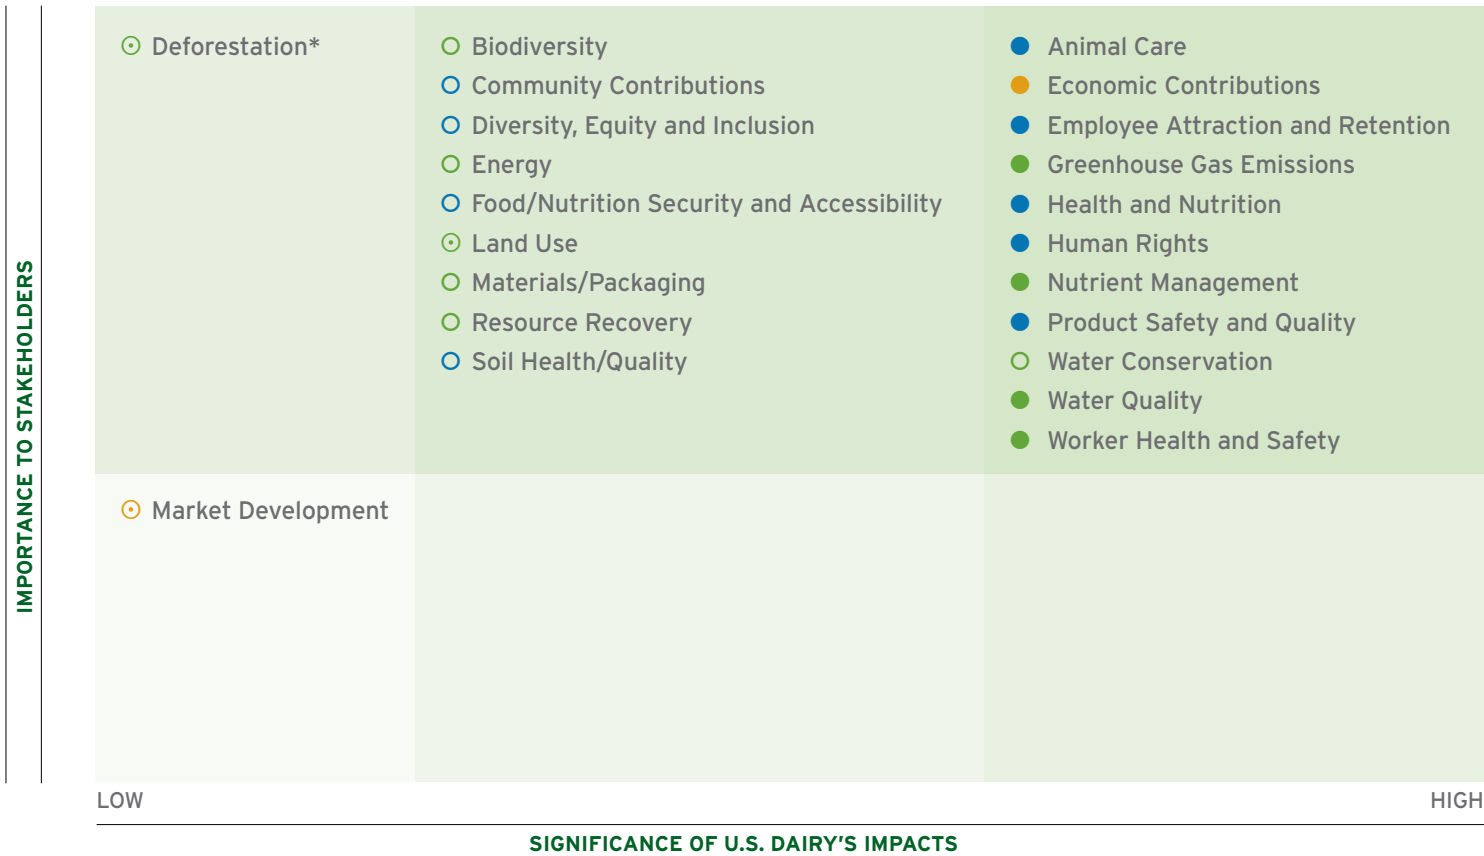 IMPORTANCE TO STAKEHOLDERS
Deforestation*
Biodiversity
Community Contributions
Diversity, Equity and Inclusion
Energy
Food/Nutrition Security and Accessibility
Land Use
Materials/Packaging
Resource Recovery
Soil Health/Quality
Animal Care
Economic Contributions
Employee Attraction and Retention
Greenhouse Gas Emissions
Health and Nutrition
Human Rights
Nutrient Management
Product Safety and Quality
Water Conservation
Water Quality
Worker Health and Safety
Market Development
LOW
HIGH
SIGNIFICANCE OF U.S. DAIRY’S IMPACTS